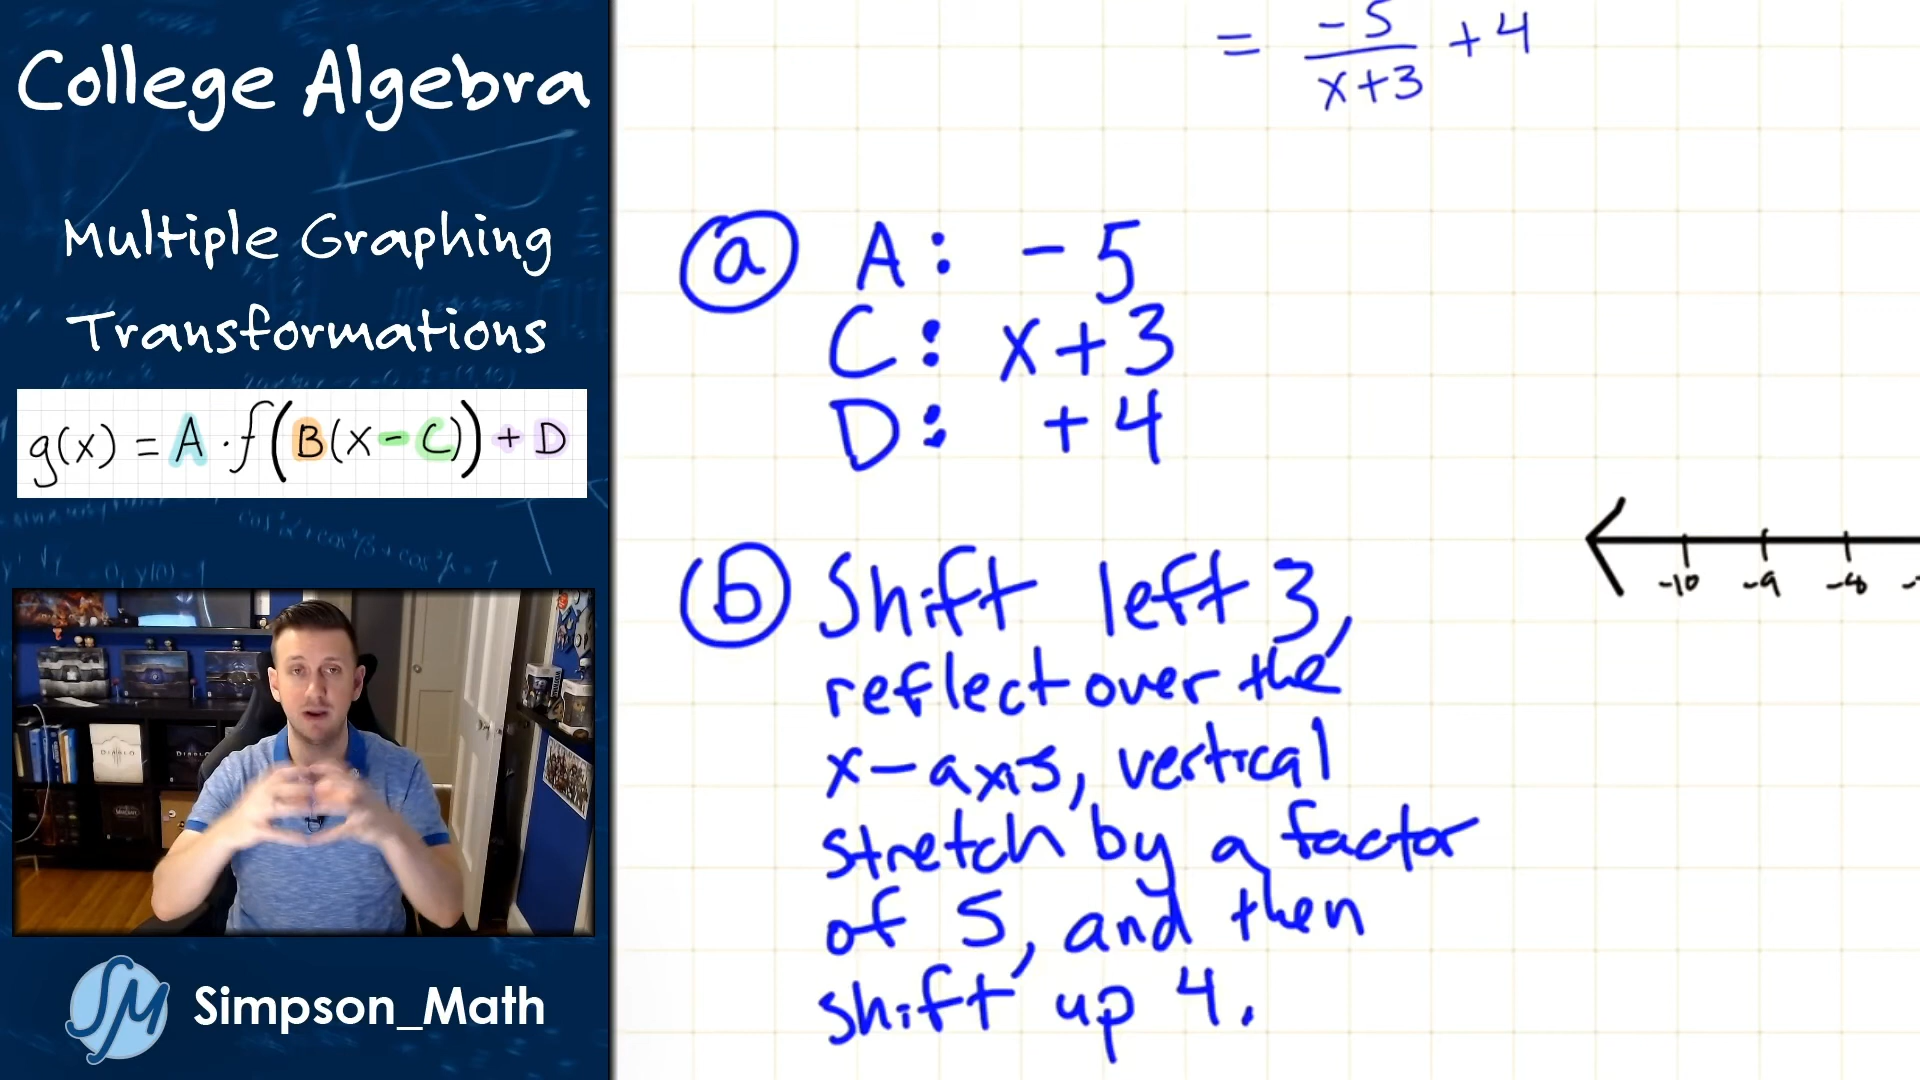 College Algebra
Multiple Graphing
Transformations
g(x) = A · f(B(x - C)) + D
DIABLO
Simpson_Math
= -5/(x+3) + 4
(a) A: -5
C: x+3
D: +4
(b) Shift left 3,
reflect over the
x-axis, vertical
stretch by a factor
of 5, and then
shift up 4.
-10 -9 -8